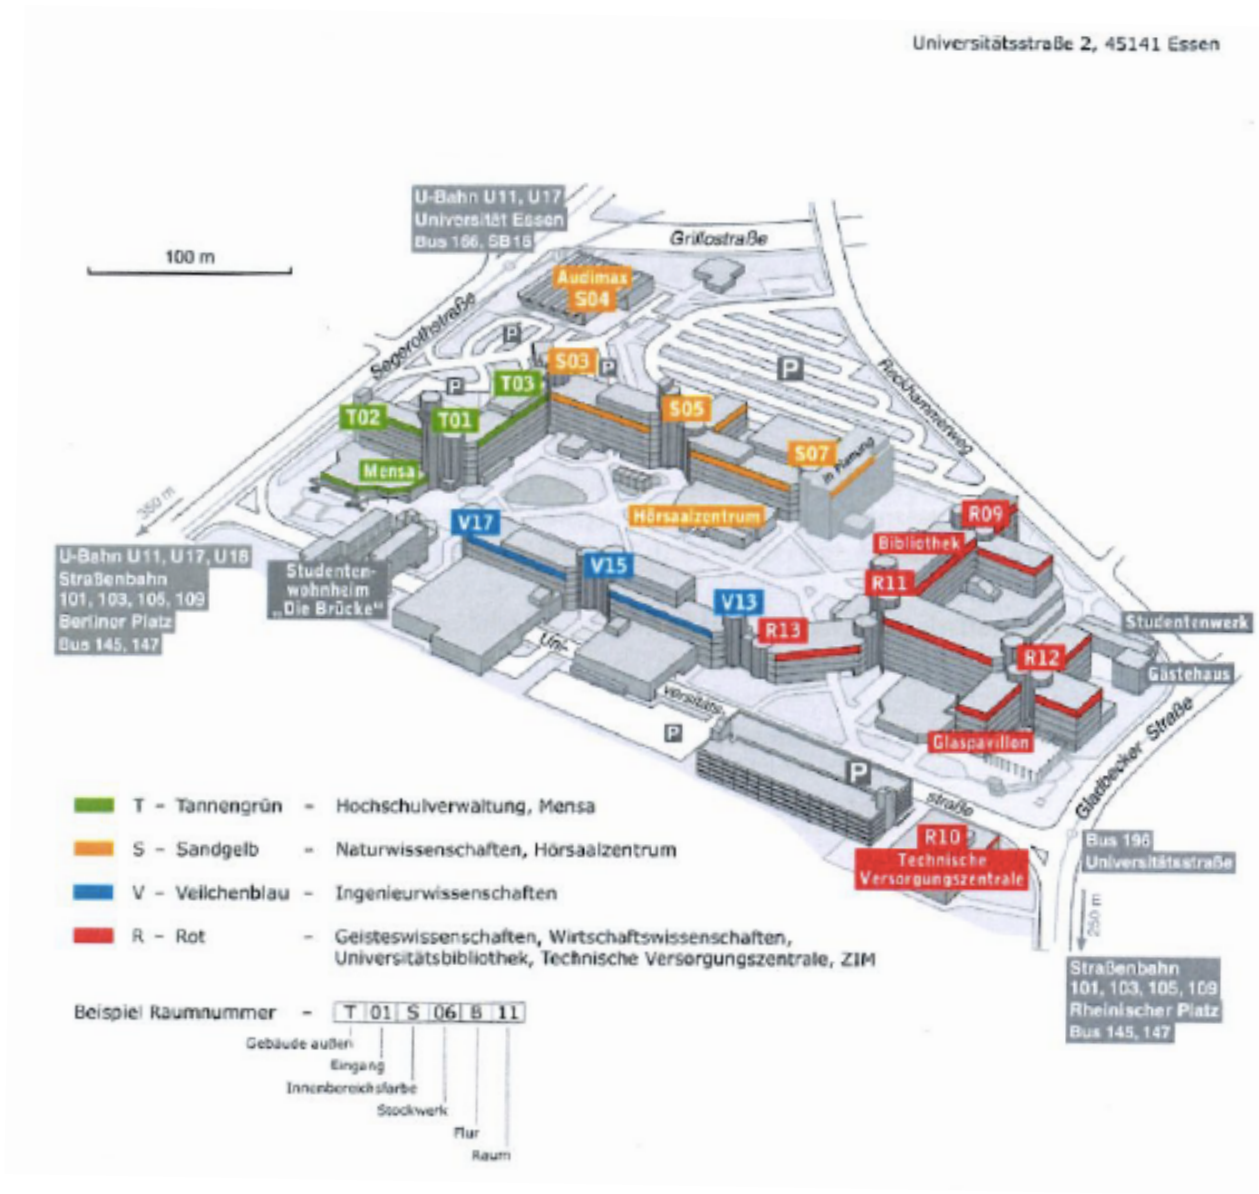 Universitätsstraße 2, 45141 Essen
U-Bahn U11, U17
Universität Essen
Bus 166, SB16
Grillostraße
100 m
Audimax
S04
Segerothstraße
P
S03
P
P
P
T03
Reckhammerweg
T02
T01
S05
S07
in Planung
Mensa
350 m
V17
Hörsaalzentrum
R09
Bibliothek
U-Bahn U11, U17, U18
Straßenbahn
101, 103, 105, 109
Berliner Platz
Bus 145, 147
Studenten-
wohnheim
„Die Brücke“
V15
R11
V13
R13
Studentenwerk
R12
Gästehaus
Uni-
versitäts-
straße
P
Glaspavillon
Gladbecker Straße
P
R10
Technische
Versorgungszentrale
Bus 196
Universitätsstraße
250 m
Straßenbahn
101, 103, 105, 109
Rheinischer Platz
Bus 145, 147
T – Tannengrün – Hochschulverwaltung, Mensa
S – Sandgelb – Naturwissenschaften, Hörsaalzentrum
V – Veilchenblau – Ingenieurwissenschaften
R – Rot – Geisteswissenschaften, Wirtschaftswissenschaften,
Universitätsbibliothek, Technische Versorgungszentrale, ZIM
Beispiel Raumnummer – T 01 S 06 B 11
Gebäude außen
Eingang
Innenbereichsfarbe
Stockwerk
Flur
Raum